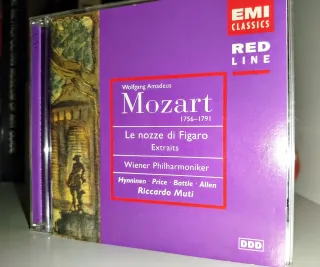 EMI
CLASSICS
RED
LINE
Wolfgang Amadeus
Mozart
1756–1791
Le nozze di Figaro
Extraits
Wiener Philharmoniker
Hynninen · Price · Battle · Allen
Riccardo Muti
DDD